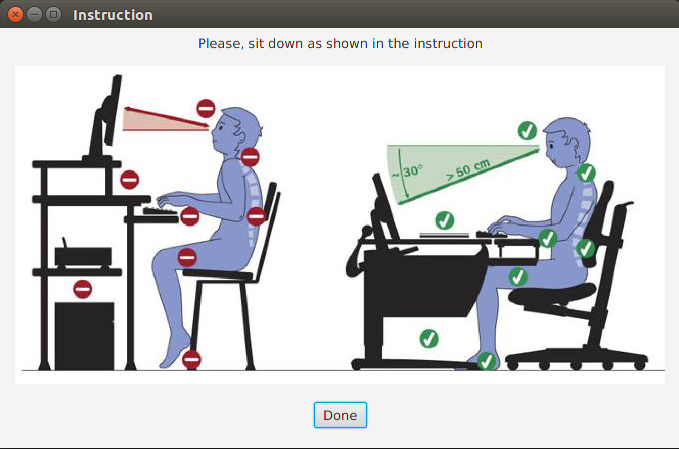 Instruction
Please, sit down as shown in the instruction
~30°
>50 cm
Done